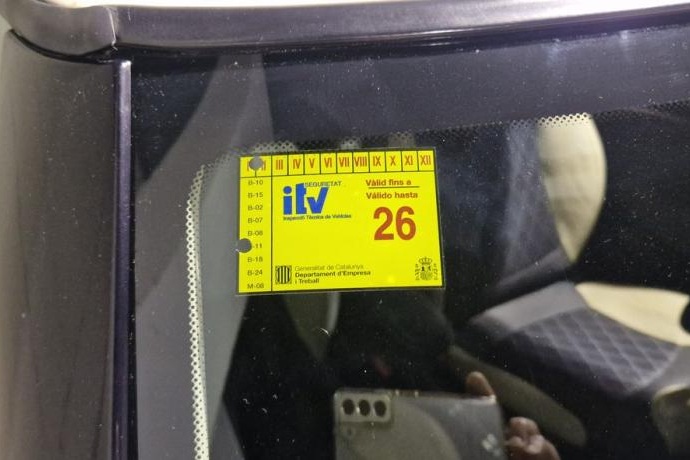 III IV V VI VII VIII IX X XI XII
B-10
B-15
B-02
B-07
B-08
-11
B-18
B-24
M-08
SEGURETAT
itv
Inspecció Tècnica de Vehicles
Vàlid fins a
Válido hasta
26
Generalitat de Catalunya
Departament d'Empresa
i Treball